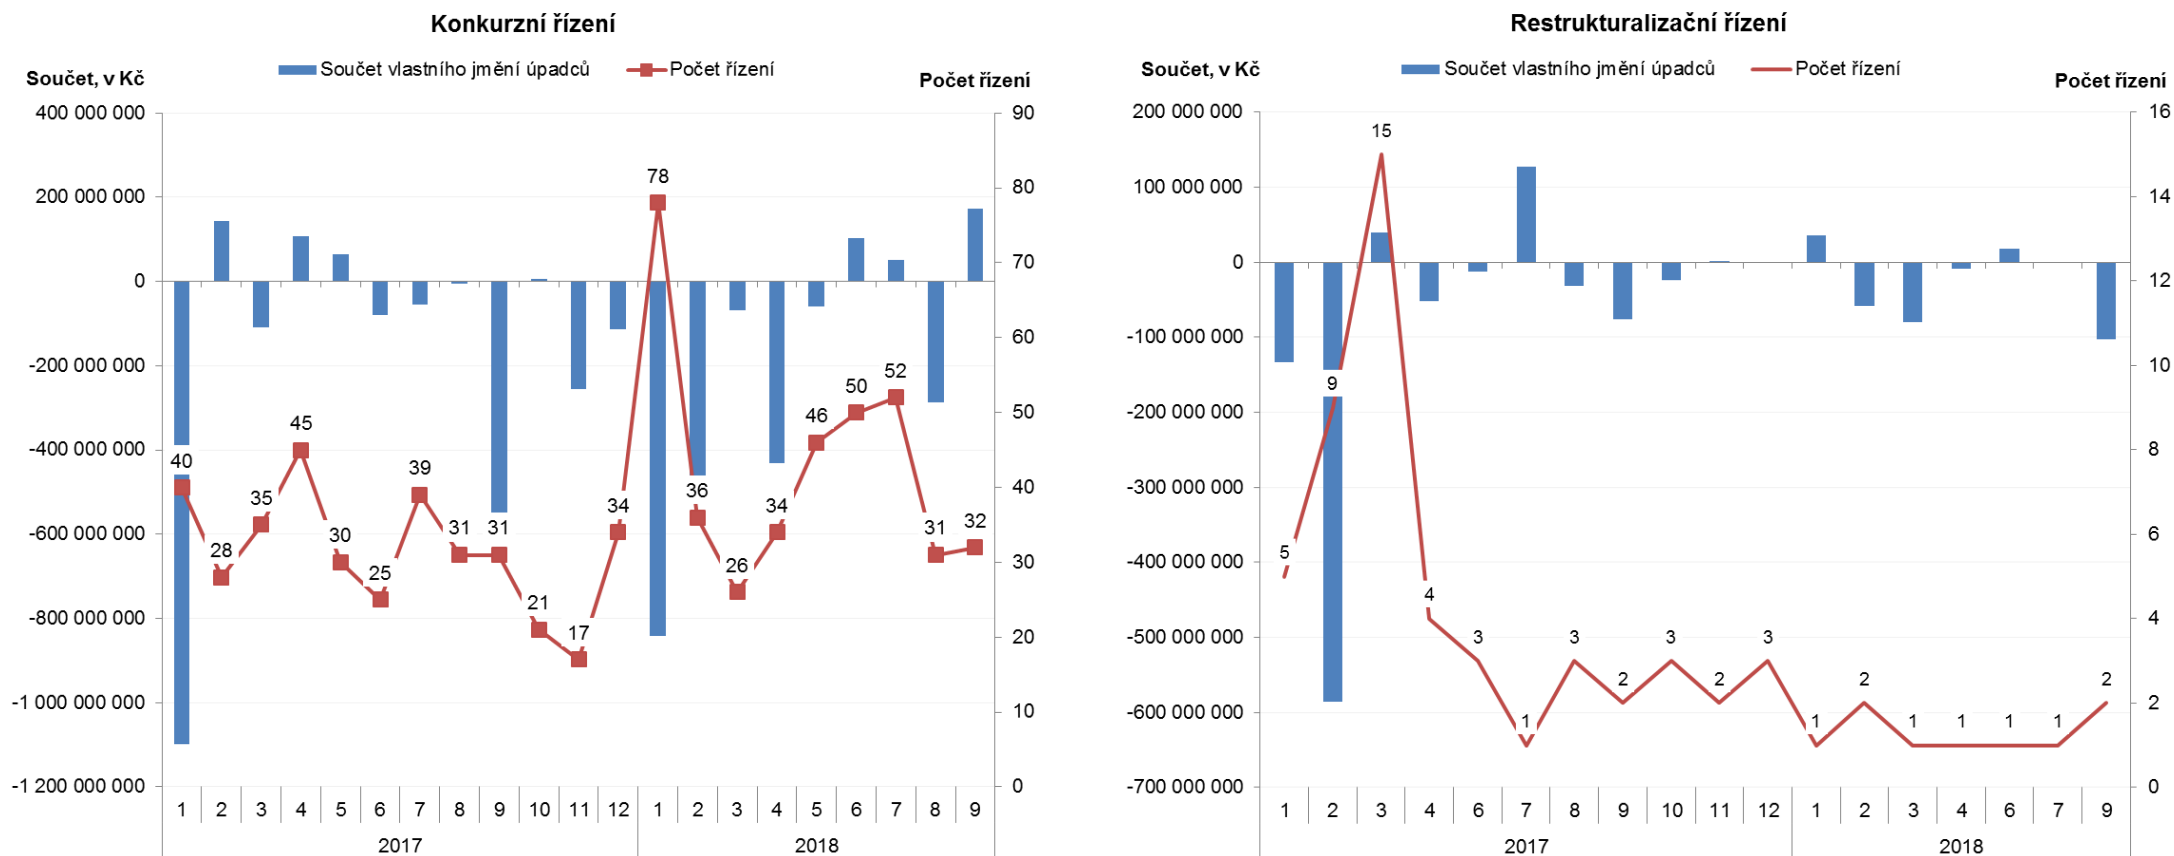 Konkurzní řízení
Součet, v Kč
Součet vlastního jmění úpadců
Počet řízení
Počet řízení
400 000 000
200 000 000
0
-200 000 000
-400 000 000
-600 000 000
-800 000 000
-1 000 000 000
-1 200 000 000
90
80
70
60
50
40
30
20
10
0
40 28 35 45 30 25 39 31 31 21 17 34 78 36 26 34 46 50 52 31 32
1 2 3 4 5 6 7 8 9 10 11 12 1 2 3 4 5 6 7 8 9
2017 2018
Restrukturalizační řízení
Součet, v Kč
Součet vlastního jmění úpadců
Počet řízení
Počet řízení
200 000 000
100 000 000
0
-100 000 000
-200 000 000
-300 000 000
-400 000 000
-500 000 000
-600 000 000
-700 000 000
16
14
12
10
8
6
4
2
0
5 9 15 4 3 1 3 2 3 2 3 1 2 1 1 1 1 2
1 2 3 4 6 7 8 9 10 11 12 1 2 3 4 6 7 9
2017 2018